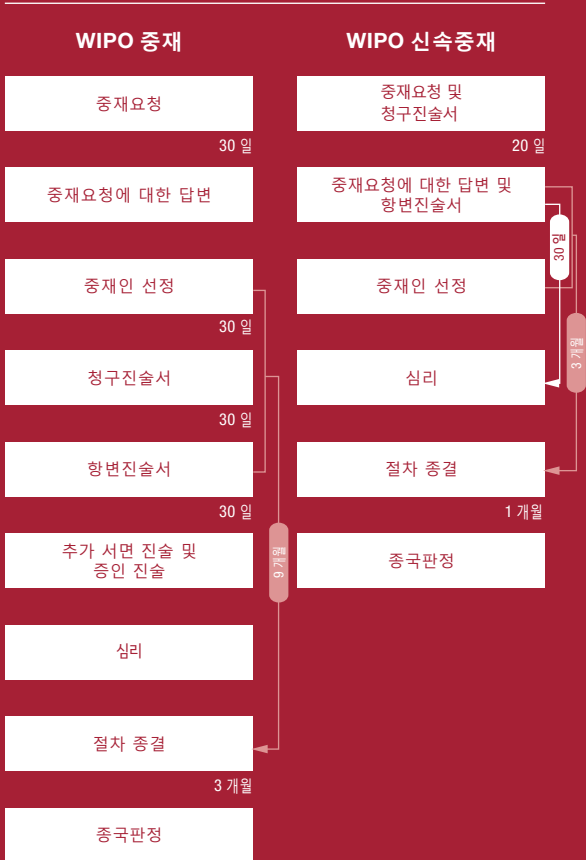 WIPO 중재
중재요청
30 일
중재요청에 대한 답변
중재인 선정
30 일
청구진술서
30 일
항변진술서
30 일
추가 서면 진술 및
증인 진술
심리
절차 종결
3 개월
종국판정
9 개월
WIPO 신속중재
중재요청 및
청구진술서
20 일
중재요청에 대한 답변 및
항변진술서
중재인 선정
심리
절차 종결
1 개월
종국판정
30 일
3 개월